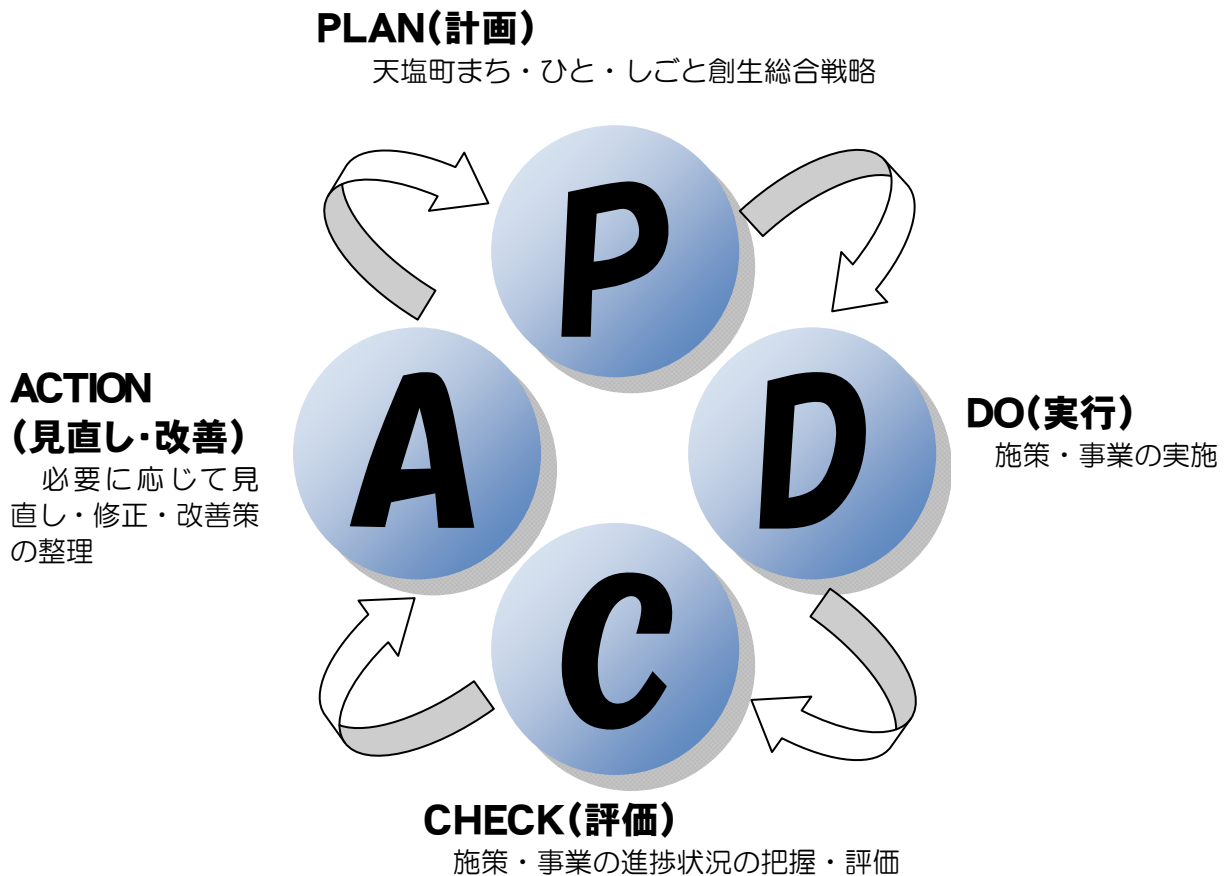 PLAN(計画)
天塩町まち・ひと・しごと創生総合戦略
P
A
D
C
ACTION
(見直し・改善)
必要に応じて見
直し・修正・改善策
の整理
DO(実行)
施策・事業の実施
CHECK(評価)
施策・事業の進捗状況の把握・評価